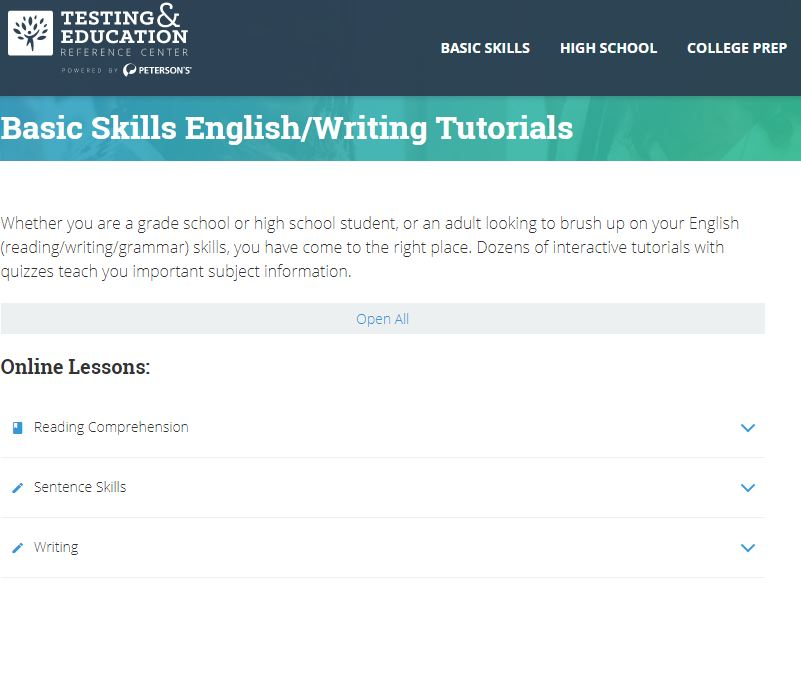 TESTING &
EDUCATION
REFERENCE CENTER
POWERED BY PETERSON'S
BASIC SKILLS HIGH SCHOOL COLLEGE PREP
Basic Skills English/Writing Tutorials
Whether you are a grade school or high school student, or an adult looking to brush up on your English
(reading/writing/grammar) skills, you have come to the right place. Dozens of interactive tutorials with
quizzes teach you important subject information.
Open All
Online Lessons:
Reading Comprehension
Sentence Skills
Writing